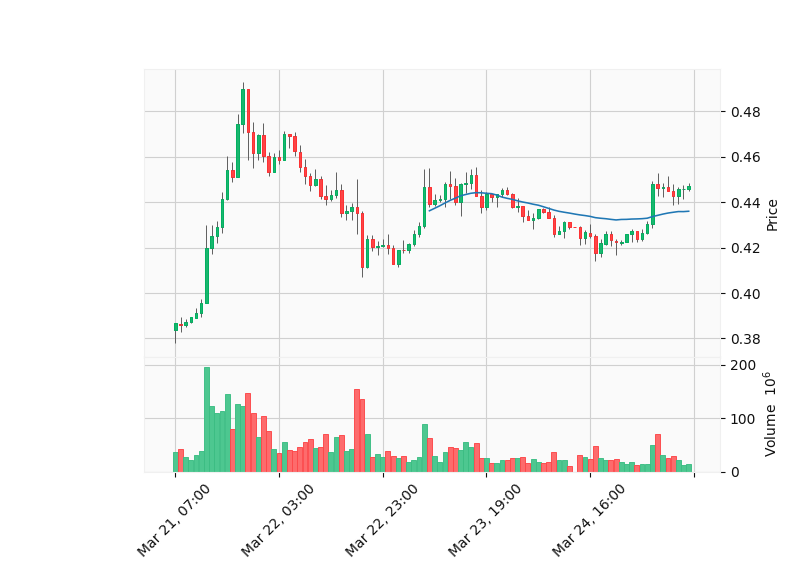 0.48
0.46
0.44
0.42
0.40
0.38
Price
200
100
0
Volume 10^6
Mar 21, 07:00
Mar 22, 03:00
Mar 22, 23:00
Mar 23, 19:00
Mar 24, 16:00